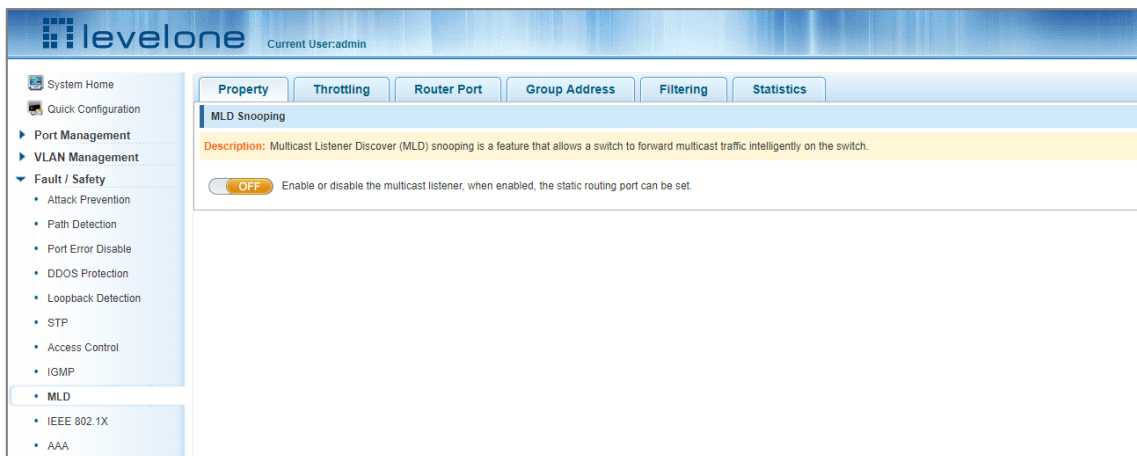 levelone
Current User:admin
System Home
Quick Configuration
Port Management
VLAN Management
Fault / Safety
Attack Prevention
Path Detection
Port Error Disable
DDOS Protection
Loopback Detection
STP
Access Control
IGMP
MLD
IEEE 802.1X
AAA
Property Throttling Router Port Group Address Filtering Statistics
MLD Snooping
Description: Multicast Listener Discover (MLD) snooping is a feature that allows a switch to forward multicast traffic intelligently on the switch.
OFF Enable or disable the multicast listener, when enabled, the static routing port can be set.